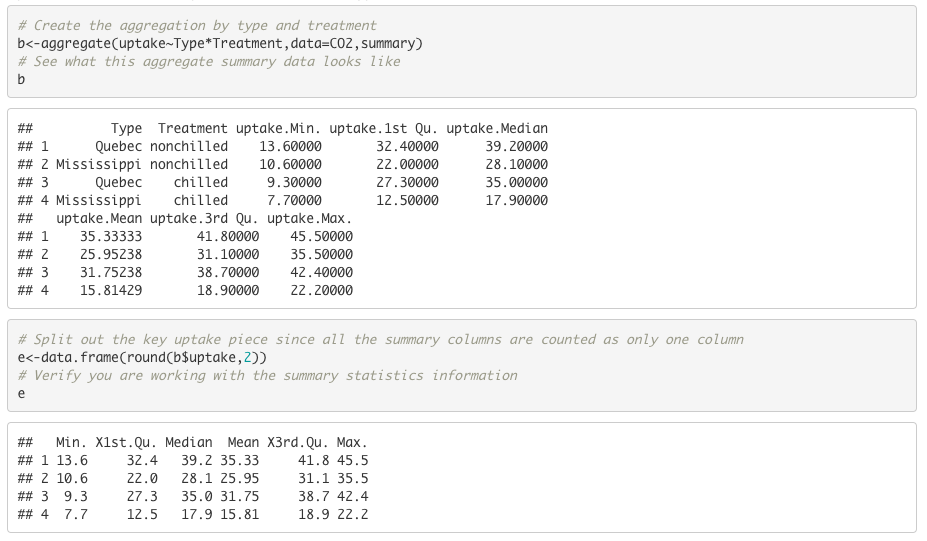 # Create the aggregation by type and treatment
b<-aggregate(uptake~Type*Treatment,data=CO2,summary)
# See what this aggregate summary data looks like
b
##          Type  Treatment uptake.Min. uptake.1st Qu. uptake.Median
## 1      Quebec nonchilled    13.60000       32.40000      39.20000
## 2 Mississippi nonchilled    10.60000       22.00000      28.10000
## 3      Quebec    chilled     9.30000       27.30000      35.00000
## 4 Mississippi    chilled     7.70000       12.50000      17.90000
##   uptake.Mean uptake.3rd Qu. uptake.Max.
## 1    35.33333       41.80000    45.50000
## 2    25.95238       31.10000    35.50000
## 3    31.75238       38.70000    42.40000
## 4    15.81429       18.90000    22.20000
# Split out the key uptake piece since all the summary columns are counted as only one column
e<-data.frame(round(b$uptake,2))
# Verify you are working with the summary statistics information
e
##   Min. X1st.Qu. Median  Mean X3rd.Qu. Max.
## 1 13.6     32.4   39.2 35.33     41.8 45.5
## 2 10.6     22.0   28.1 25.95     31.1 35.5
## 3  9.3     27.3   35.0 31.75     38.7 42.4
## 4  7.7     12.5   17.9 15.81     18.9 22.2